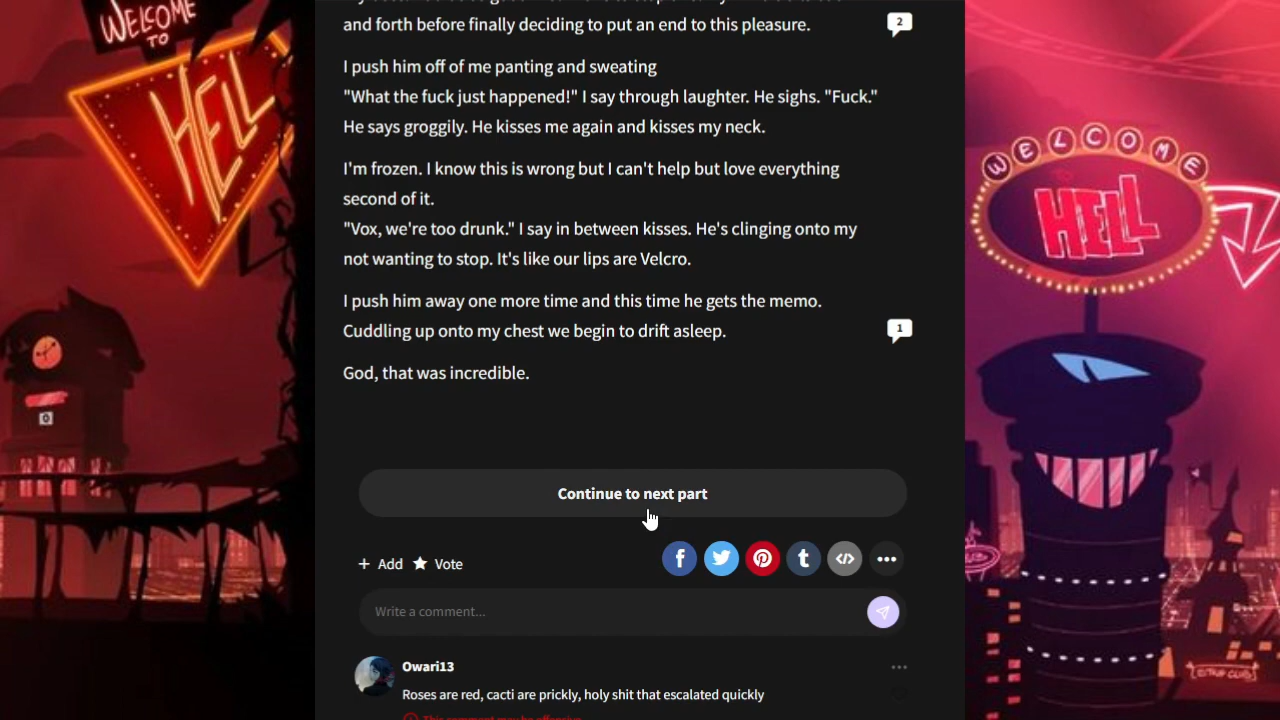 WELCOME
TO
HELL
and forth before finally deciding to put an end to this pleasure.
2
I push him off of me panting and sweating
"What the fuck just happened!" I say through laughter. He sighs. "Fuck."
He says groggily. He kisses me again and kisses my neck.
I'm frozen. I know this is wrong but I can't help but love everything
second of it.
"Vox, we're too drunk." I say in between kisses. He's clinging onto my
not wanting to stop. It's like our lips are Velcro.
I push him away one more time and this time he gets the memo.
Cuddling up onto my chest we begin to drift asleep.
1
God, that was incredible.
WELCOME
TO
HELL
Continue to next part
+ Add ★ Vote
Write a comment...
Owari13
Roses are red, cacti are prickly, holy shit that escalated quickly
This comment may be offensive